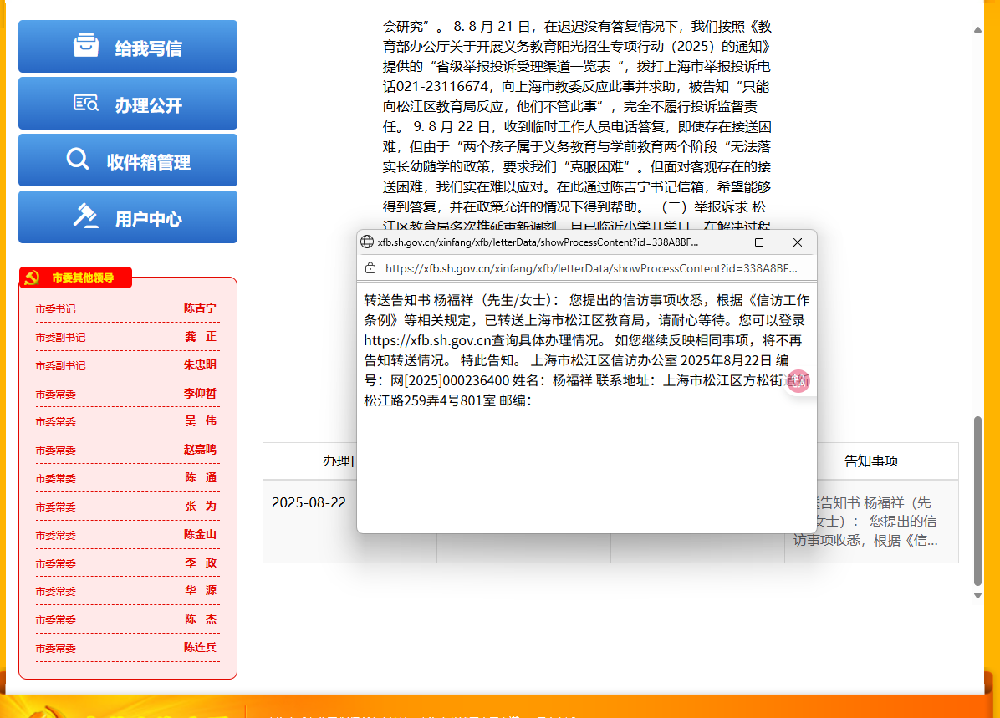 给我写信
办理公开
收件箱管理
用户中心
市委其他领导
市委书记 陈吉宁
市委副书记 龚 正
市委副书记 朱忠明
市委常委 李仰哲
市委常委 吴 伟
市委常委 赵嘉鸣
市委常委 陈 通
市委常委 张 为
市委常委 陈金山
市委常委 李 政
市委常委 华 源
市委常委 陈 杰
市委常委 陈连兵
会研究”。 8. 8 月 21 日，在迟迟没有答复情况下，我们按照《教
育部办公厅关于开展义务教育阳光招生专项行动（2025）的通知》
提供的“省级举报投诉受理渠道一览表“，拨打上海市举报投诉电
话021-23116674，向上海市教委反应此事并求助，被告知“只能
向松江区教育局反应，他们不管此事”，完全不履行投诉监督责
任。 9. 8 月 22 日，收到临时工作人员电话答复，即使存在接送困
难，但由于“两个孩子属于义务教育与学前教育两个阶段“无法落
实长幼随学的政策，要求我们“克服困难”。但面对客观存在的接
送困难，我们实在难以应对。在此通过陈吉宁书记信箱，希望能够
得到答复，并在政策允许的情况下得到帮助。 （二）举报诉求 松
江区教育局多次推延重新调剂，且已临近小学开学日，在解决过程
xfb.sh.gov.cn/xinfang/xfb/letterData/showProcessContent?id=338A8BF...
https://xfb.sh.gov.cn/xinfang/xfb/letterData/showProcessContent?id=338A8BF...
转送告知书 杨福祥（先生/女士）： 您提出的信访事项收悉，根据《信访工作
条例》等相关规定，已转送上海市松江区教育局，请耐心等待。您可以登录
https://xfb.sh.gov.cn查询具体办理情况。 如您继续反映相同事项，将不再
告知转送情况。 特此告知。 上海市松江区信访办公室 2025年8月22日 编
号：网[2025]000236400 姓名：杨福祥 联系地址：上海市松江区方松街
松江路259弄4号801室 邮编：
办理日 告知事项
2025-08-22
告知书 杨福祥（先
女士）： 您提出的信
访事项收悉，根据《信...